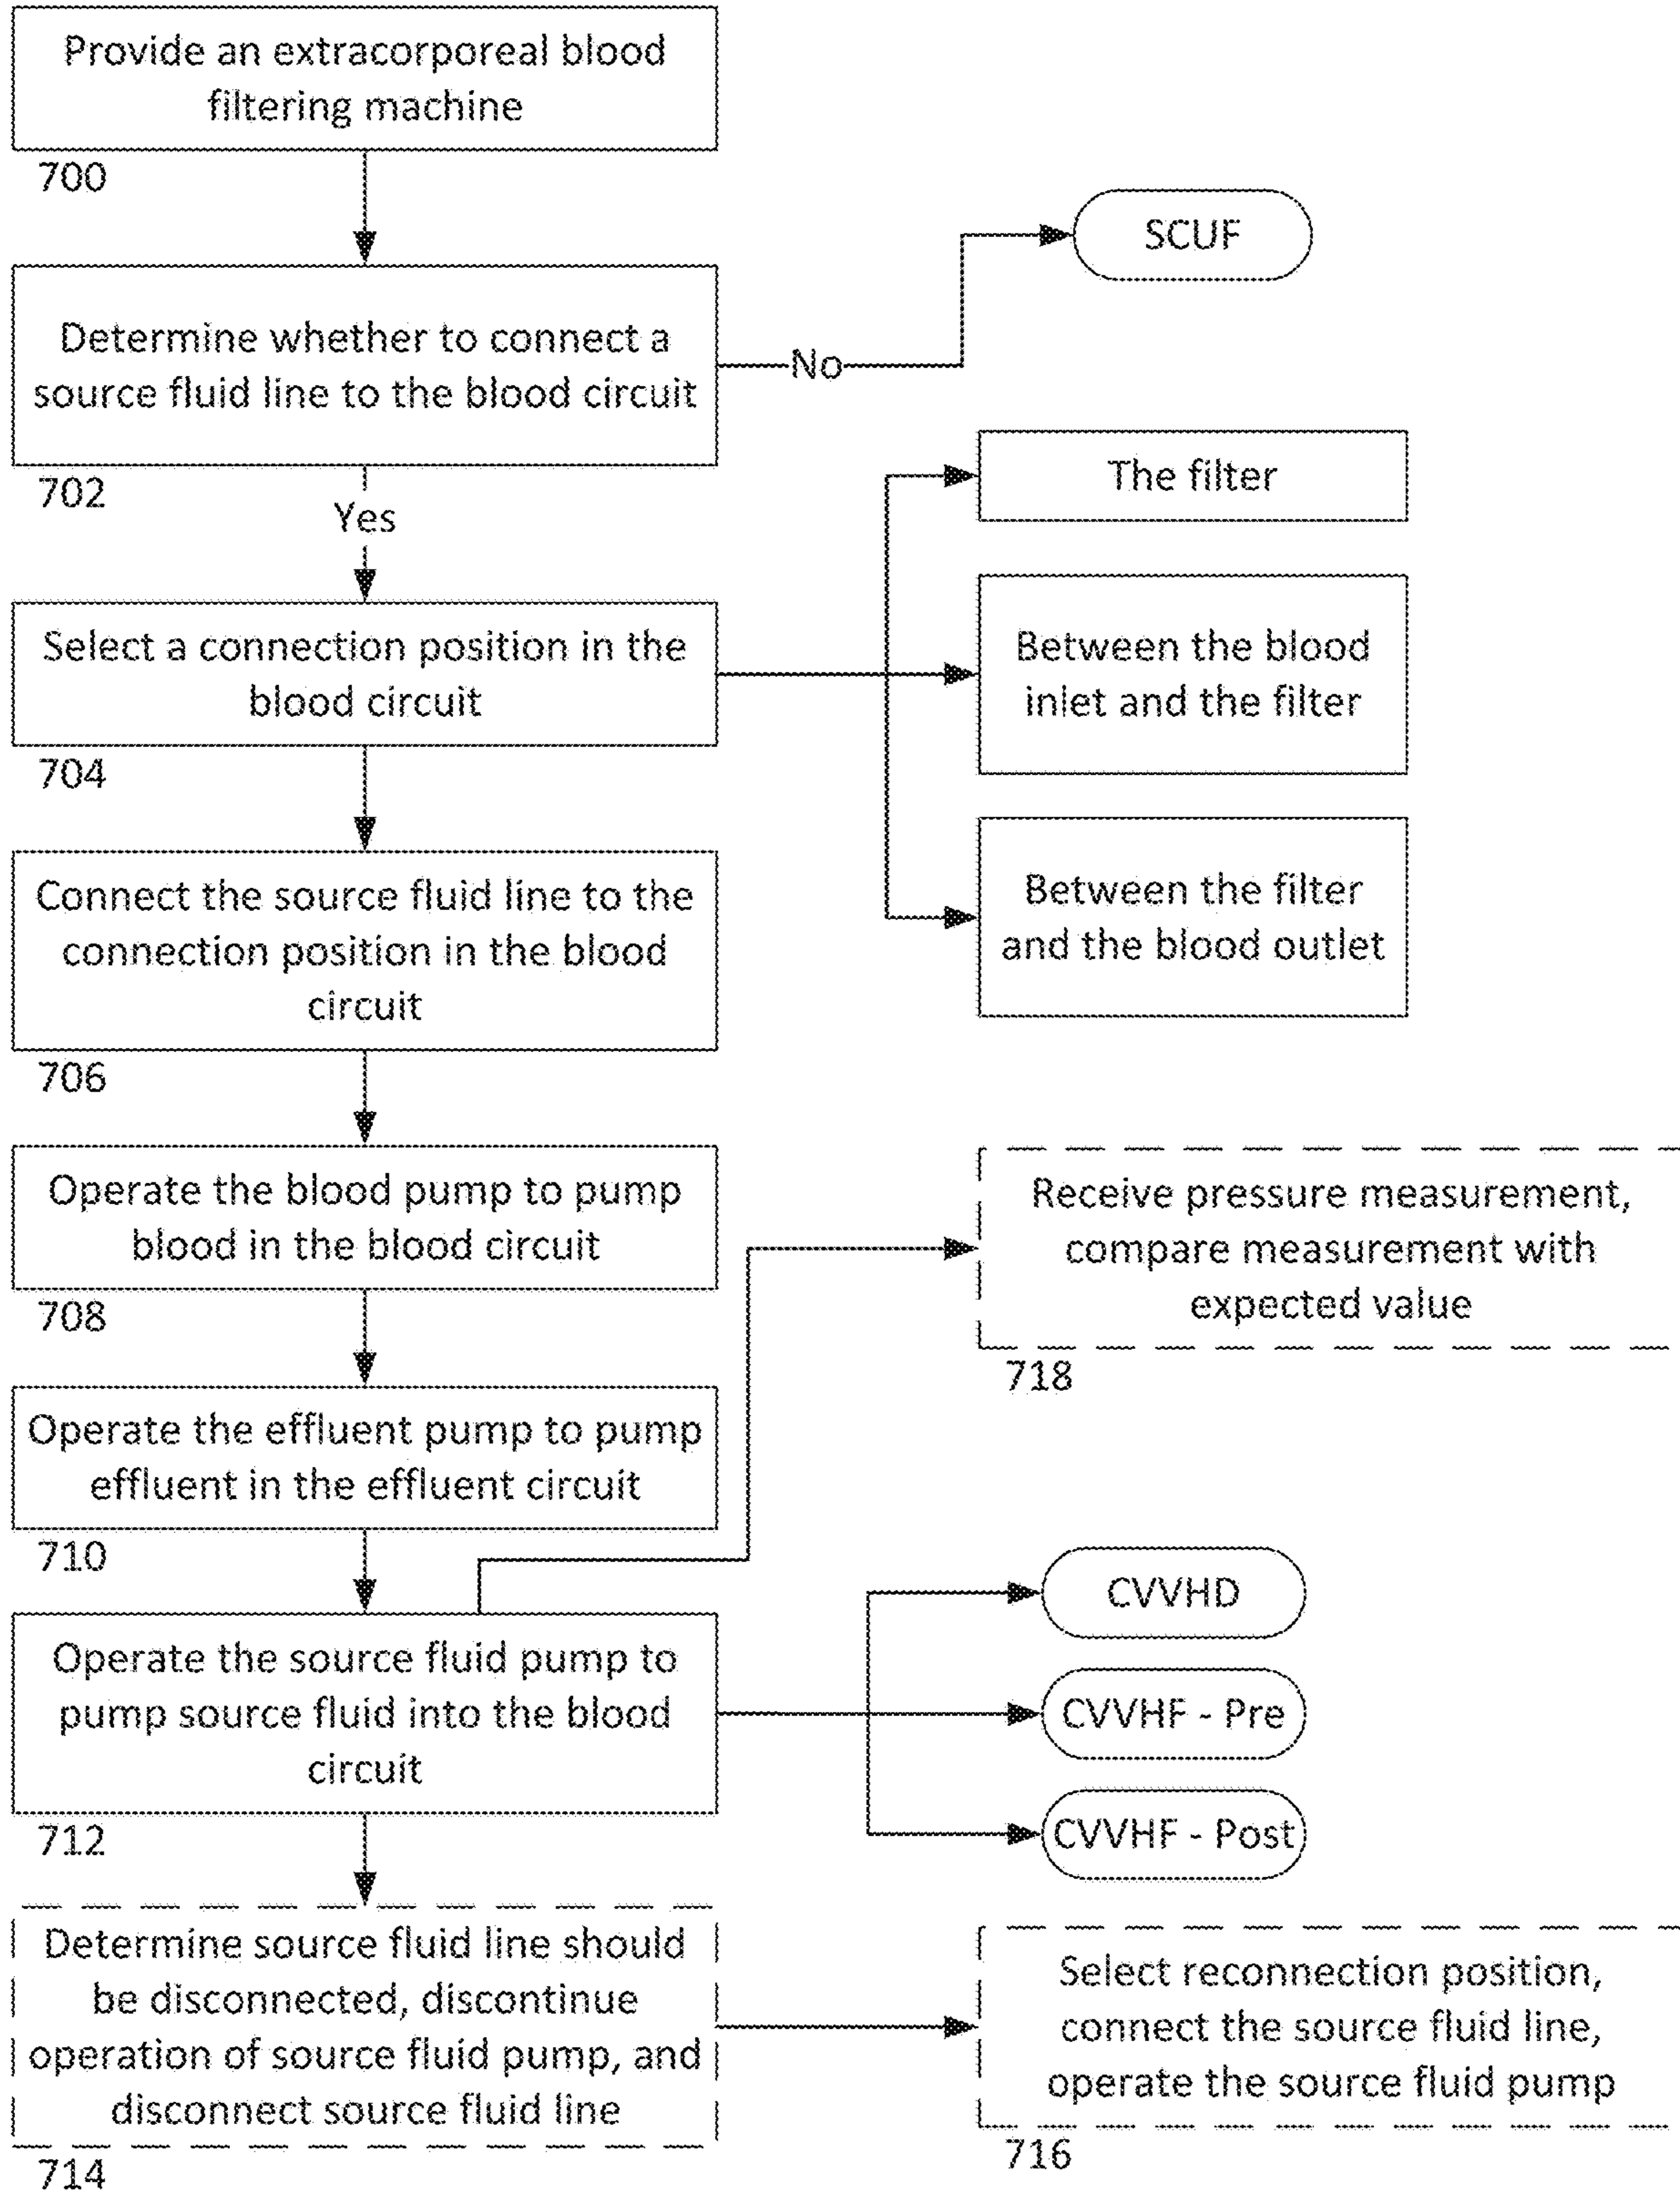 Provide an extracorporeal blood
filtering machine
700
SCUF
Determine whether to connect a
source fluid line to the blood circuit
No
702
Yes
The filter
Select a connection position in the
blood circuit
704
Between the blood
inlet and the filter
Between the filter
and the blood outlet
Connect the source fluid line to the
connection position in the blood
circuit
706
Operate the blood pump to pump
blood in the blood circuit
708
Receive pressure measurement,
compare measurement with
expected value
718
Operate the effluent pump to pump
effluent in the effluent circuit
710
Operate the source fluid pump to
pump source fluid into the blood
circuit
712
CVVHD
CVVHF - Pre
CVVHF - Post
Determine source fluid line should
be disconnected, discontinue
operation of source fluid pump, and
disconnect source fluid line
714
Select reconnection position,
connect the source fluid line,
operate the source fluid pump
716